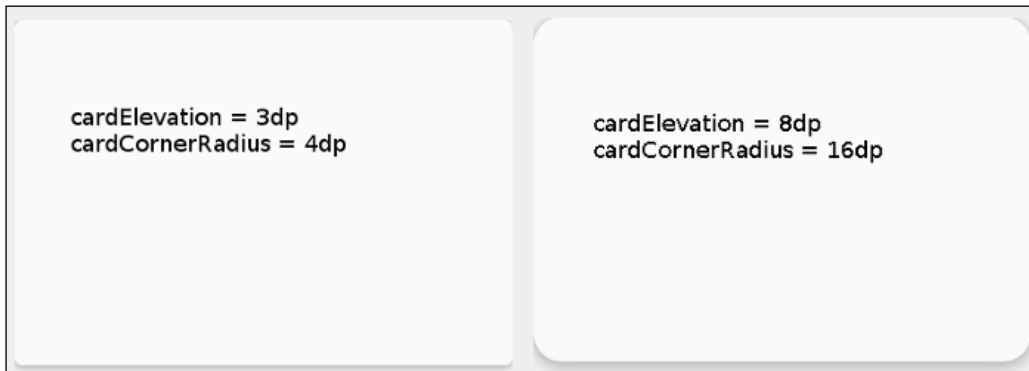 cardElevation = 3dp
cardCornerRadius = 4dp
cardElevation = 8dp
cardCornerRadius = 16dp